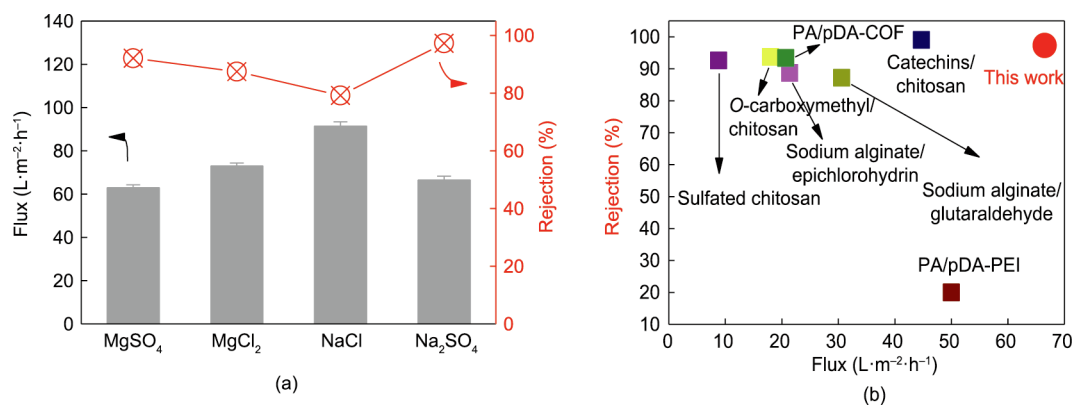 140
120
100
80
60
40
20
0
Flux (L·m⁻²·h⁻¹)
MgSO₄
MgCl₂
NaCl
Na₂SO₄
100
80
60
40
20
0
Rejection (%)
(a)
100
90
80
70
60
50
40
30
20
10
Rejection (%)
PA/pDA-COF
Catechins/
chitosan
This work
O-carboxymethyl/
chitosan
Sodium alginate/
epichlorohydrin
Sulfated chitosan
Sodium alginate/
glutaraldehyde
PA/pDA-PEI
0
10
20
30
40
50
60
70
Flux (L·m⁻²·h⁻¹)
(b)